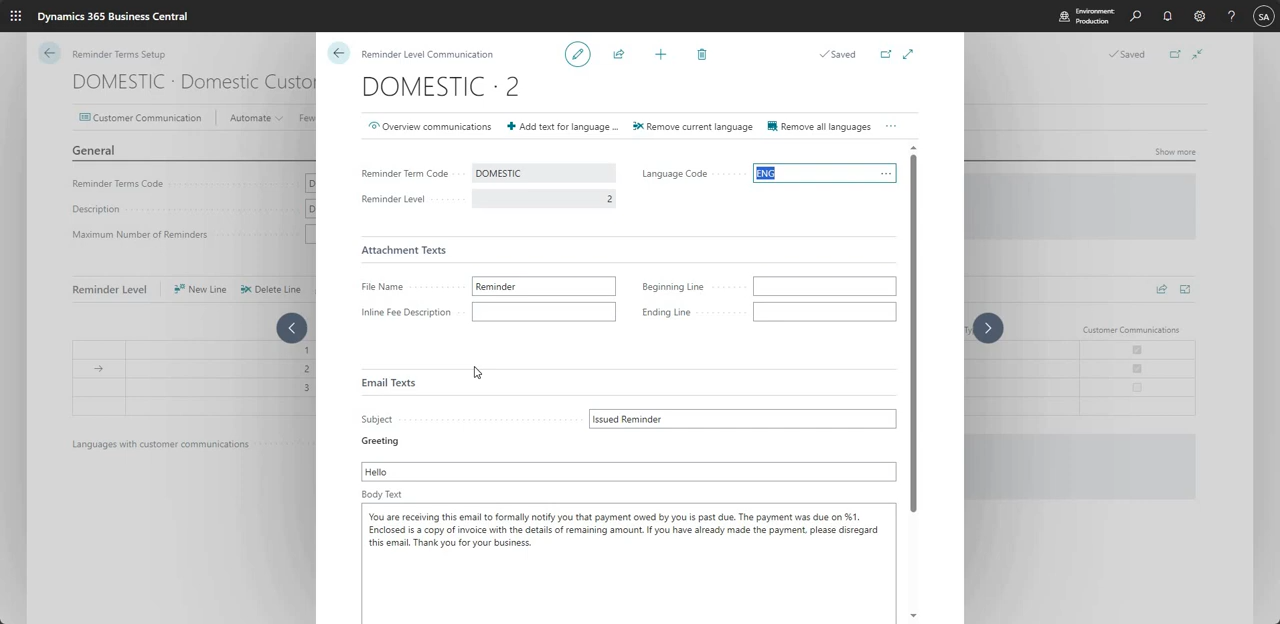 Dynamics 365 Business Central
Environment:
Production
?
SA
Reminder Terms Setup
Saved
DOMESTIC · Domestic Custo
Customer Communication
Automate
Few
General
Show more
Reminder Terms Code
D
Description
D
Maximum Number of Reminders
Reminder Level
New Line
Delete Line
Customer Communications
1
2
3
Languages with customer communications
Reminder Level Communication
Saved
DOMESTIC · 2
Overview communications
Add text for language ...
Remove current language
Remove all languages
...
Reminder Term Code
DOMESTIC
Language Code
ENG
...
Reminder Level
2
Attachment Texts
File Name
Reminder
Beginning Line
Inline Fee Description
Ending Line
Email Texts
Subject
Issued Reminder
Greeting
Hello
Body Text
You are receiving this email to formally notify you that payment owed by you is past due. The payment was due on %1.
Enclosed is a copy of invoice with the details of remaining amount. If you have already made the payment, please disregard
this email. Thank you for your business.